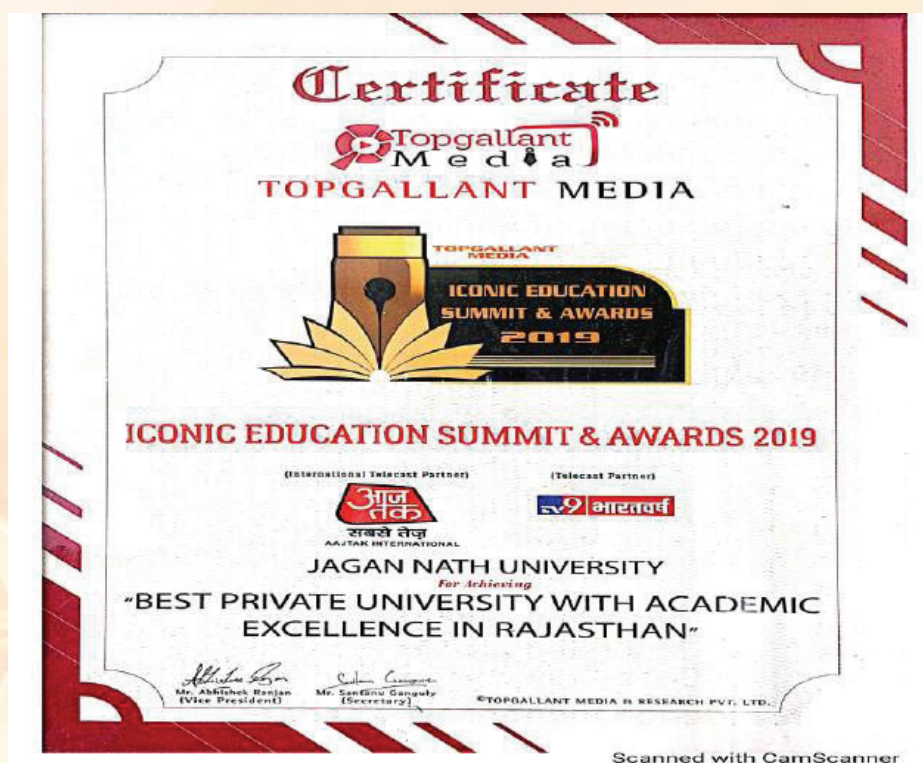 Certificate
Topgallant
Media
TOPGALLANT MEDIA
TOPGALLANT
MEDIA
ICONIC EDUCATION
SUMMIT & AWARDS
2019
ICONIC EDUCATION SUMMIT & AWARDS 2019
(International Telecast Partner)
(Telecast Partner)
आज
तक
सबसे तेज़
AAJTAK INTERNATIONAL
TV9 भारतवर्ष
JAGAN NATH UNIVERSITY
For Achieving
"BEST PRIVATE UNIVERSITY WITH ACADEMIC
EXCELLENCE IN RAJASTHAN"
Mr. Abhishek Ranjan
(Vice President)
Mr. Santanu Ganguly
(Secretary)
©TOPGALLANT MEDIA & RESEARCH PVT. LTD.
Scanned with CamScanner